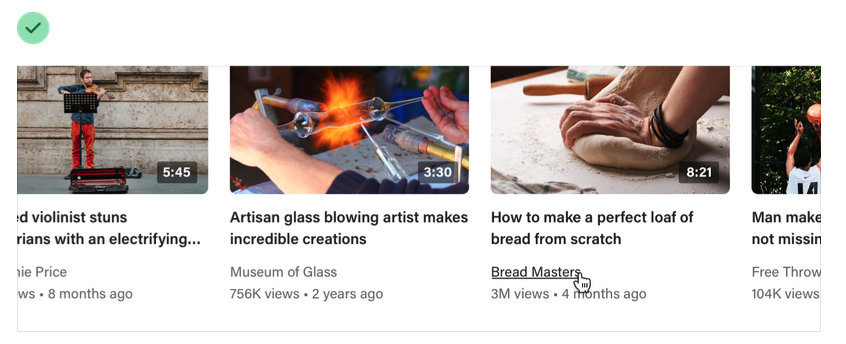 5:45
3:30
8:21
ed violinist stuns
rians with an electrifying...
nie Price
ws • 8 months ago
Artisan glass blowing artist makes
incredible creations
Museum of Glass
756K views • 2 years ago
How to make a perfect loaf of
bread from scratch
Bread Masters
3M views • 4 months ago
14
Man make
not missin
Free Throw
104K views